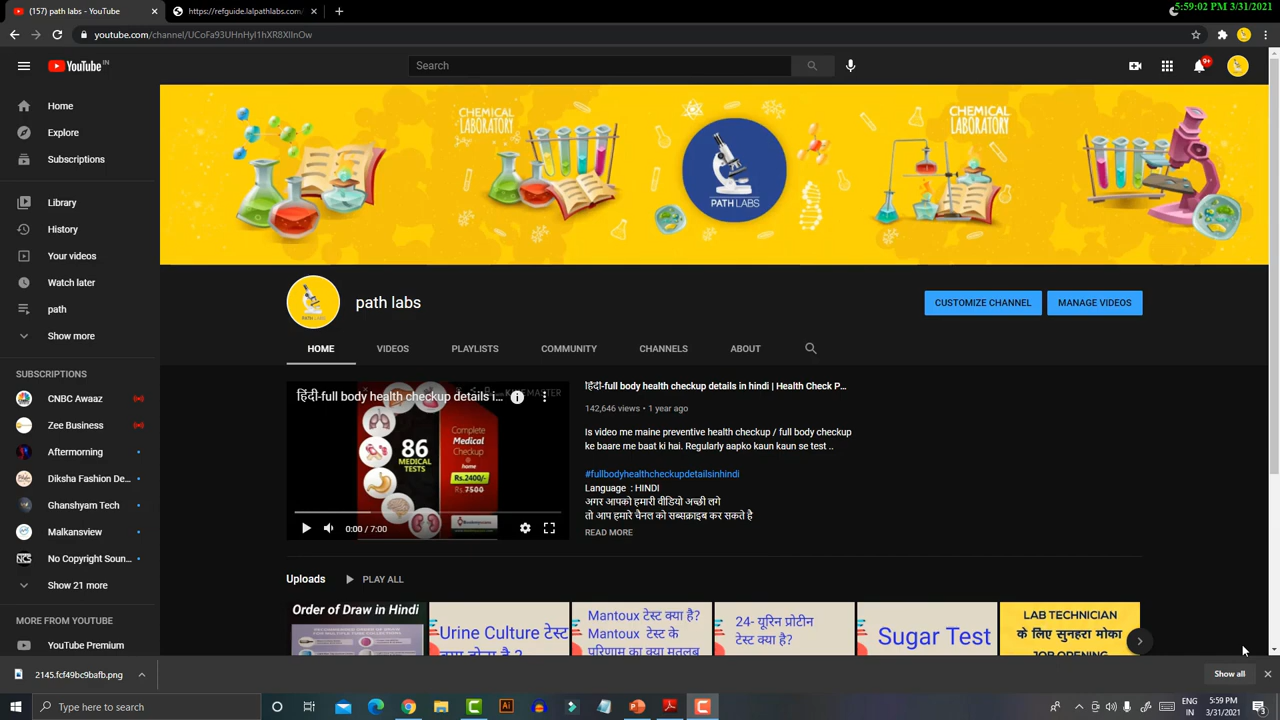 5:59:02 PM 3/31/2021
(157) path labs - YouTube
https://refguide.lalpathlabs.com/
youtube.com/channel/UCoFa93UHnHyI1hXR8XIlnOw
YouTube IN
Search
9+
Home
Explore
Subscriptions
Library
History
Your videos
Watch later
path
Show more
SUBSCRIPTIONS
CNBC Awaaz
Zee Business
Aftermorning
Diksha Fashion De...
Ghanshyam Tech
Malkansview
No Copyright Soun...
Show 21 more
MORE FROM YOUTUBE
YouTube Premium
CHEMICAL
LABORATORY
PATH LABS
CHEMICAL
LABORATORY
path labs
CUSTOMIZE CHANNEL
MANAGE VIDEOS
HOME
VIDEOS
PLAYLISTS
COMMUNITY
CHANNELS
ABOUT
हिंदी-full body health checkup details i...
86
MEDICAL
TESTS
Complete
Medical
Checkup
@ home
Rs.2400/-
Rs. 7500
0:00 / 7:00
हिंदी-full body health checkup details in hindi | Health Check P...
142,646 views • 1 year ago
Is video me maine preventive health checkup / full body checkup
ke baare me baat ki hai. Regularly aapko kaun kaun se test ..
#fullbodyhealthcheckupdetailsinhindi
Language : HINDI
अगर आपको हमारी वीडियो अच्छी लगे
तो आप हमारे चैनल को सब्सक्राइब कर सकते है
READ MORE
Uploads
PLAY ALL
Order of Draw in Hindi
Urine Culture टेस्ट
क्या होता है ?
Mantoux टेस्ट क्या है?
Mantoux टेस्ट के
परिणाम का क्या मतलब
24- यूरिन प्रोटीन
टेस्ट क्या है?
Sugar Test
LAB TECHNICIAN
के लिए सुनहरा मोका
JOB OPENING
2145.fcf49bc9bafb.png
Show all
Type here to search
ENG
IN
5:59 PM
3/31/2021